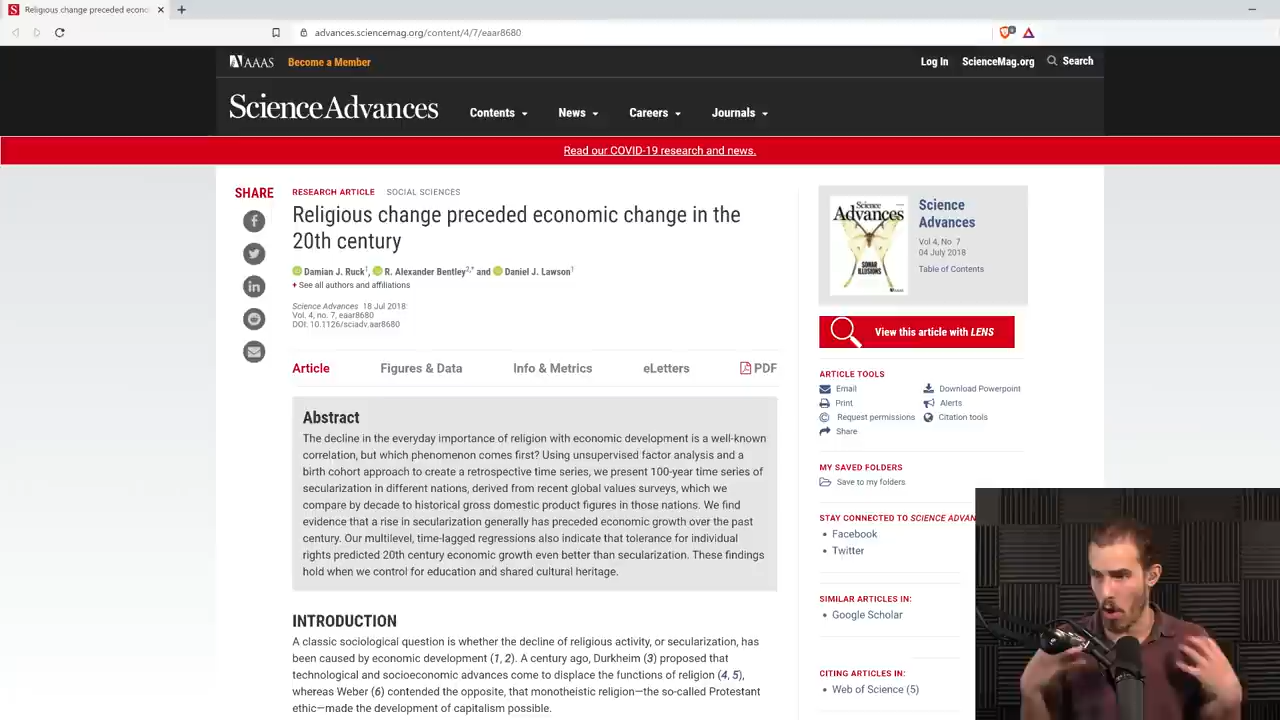 Religious change preceded econo
advances.sciencemag.org/content/4/7/eaar8680
AAAS
Become a Member
Log In
ScienceMag.org
Search
ScienceAdvances
Contents
News
Careers
Journals
Read our COVID-19 research and news.
SHARE
RESEARCH ARTICLE
SOCIAL SCIENCES
Religious change preceded economic change in the
20th century
Damian J. Ruck1, R. Alexander Bentley2,* and Daniel J. Lawson1
+ See all authors and affiliations
Science Advances 18 Jul 2018:
Vol. 4, no. 7, eaar8680
DOI: 10.1126/sciadv.aar8680
Article
Figures & Data
Info & Metrics
eLetters
PDF
Abstract
The decline in the everyday importance of religion with economic development is a well-known
correlation, but which phenomenon comes first? Using unsupervised factor analysis and a
birth cohort approach to create a retrospective time series, we present 100-year time series of
secularization in different nations, derived from recent global values surveys, which we
compare by decade to historical gross domestic product figures in those nations. We find
evidence that a rise in secularization generally has preceded economic growth over the past
century. Our multilevel, time-lagged regressions also indicate that tolerance for individual
rights predicted 20th century economic growth even better than secularization. These findings
hold when we control for education and shared cultural heritage.
INTRODUCTION
A classic sociological question is whether the decline of religious activity, or secularization, has
been caused by economic development (1, 2). A century ago, Durkheim (3) proposed that
technological and socioeconomic advances come to displace the functions of religion (4, 5),
whereas Weber (6) contended the opposite, that monotheistic religion—the so-called Protestant
ethic—made the development of capitalism possible.
Science
Advances
SONAR
ILLUSIONS
Science
Advances
Vol 4, No. 7
04 July 2018
Table of Contents
View this article with LENS
ARTICLE TOOLS
Email
Download Powerpoint
Print
Alerts
Request permissions
Citation tools
Share
MY SAVED FOLDERS
Save to my folders
STAY CONNECTED TO SCIENCE ADVAN
Facebook
Twitter
SIMILAR ARTICLES IN:
Google Scholar
CITING ARTICLES IN:
Web of Science (5)